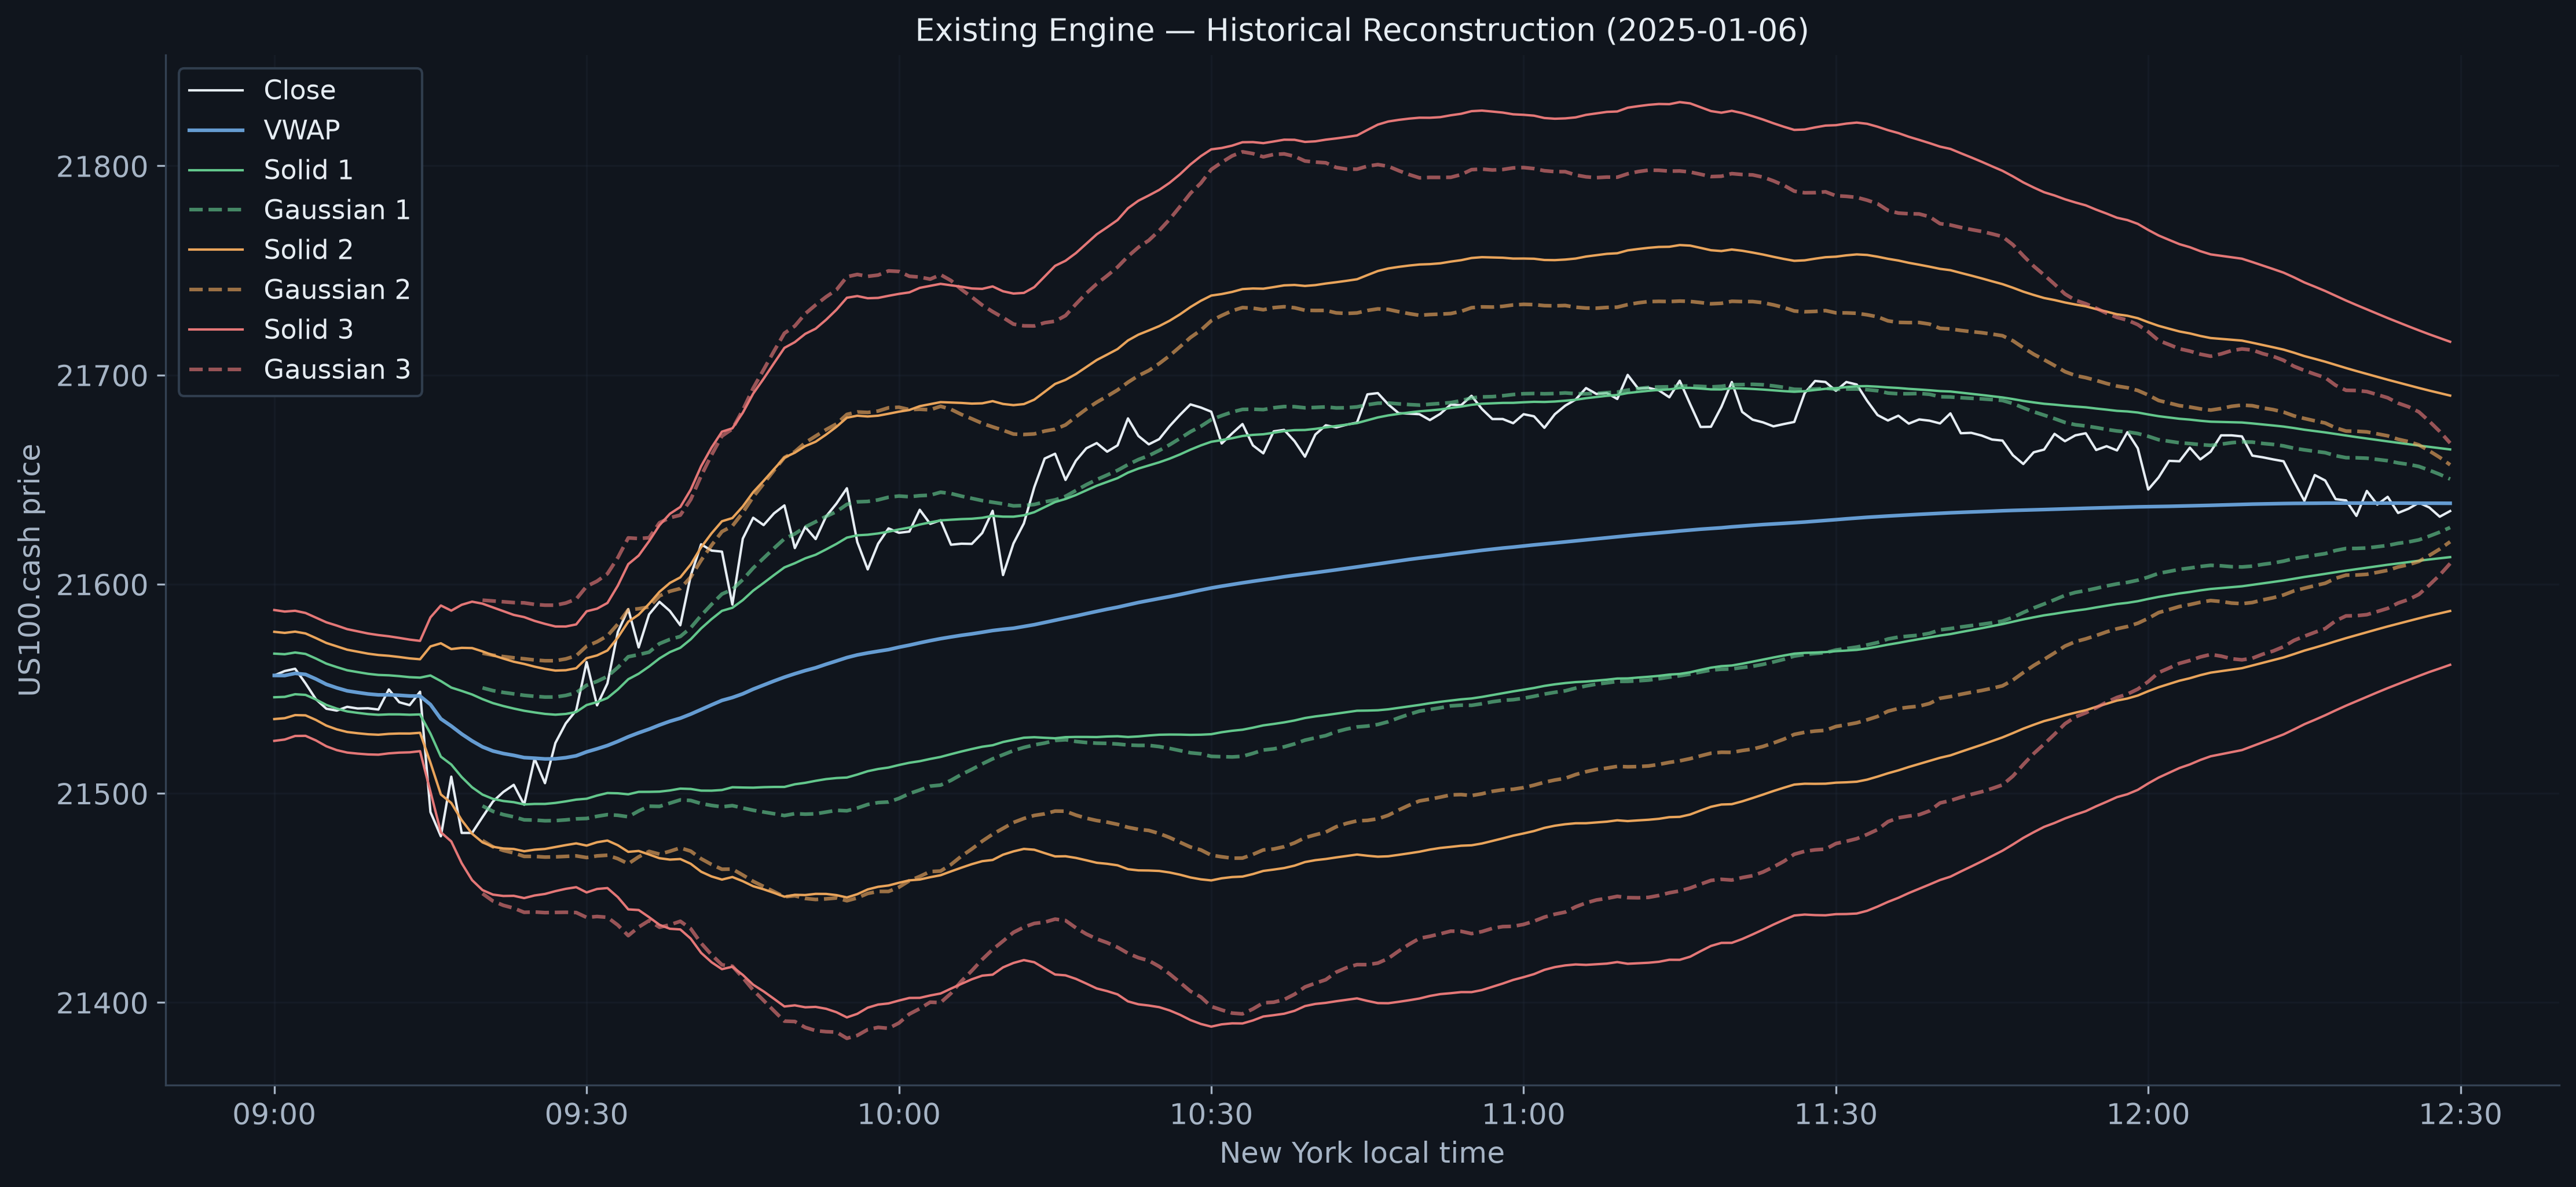 Existing Engine — Historical Reconstruction (2025-01-06)
Close
VWAP
Solid 1
Gaussian 1
Solid 2
Gaussian 2
Solid 3
Gaussian 3
US100.cash price
21800
21700
21600
21500
21400
09:00 09:30 10:00 10:30 11:00 11:30 12:00 12:30
New York local time